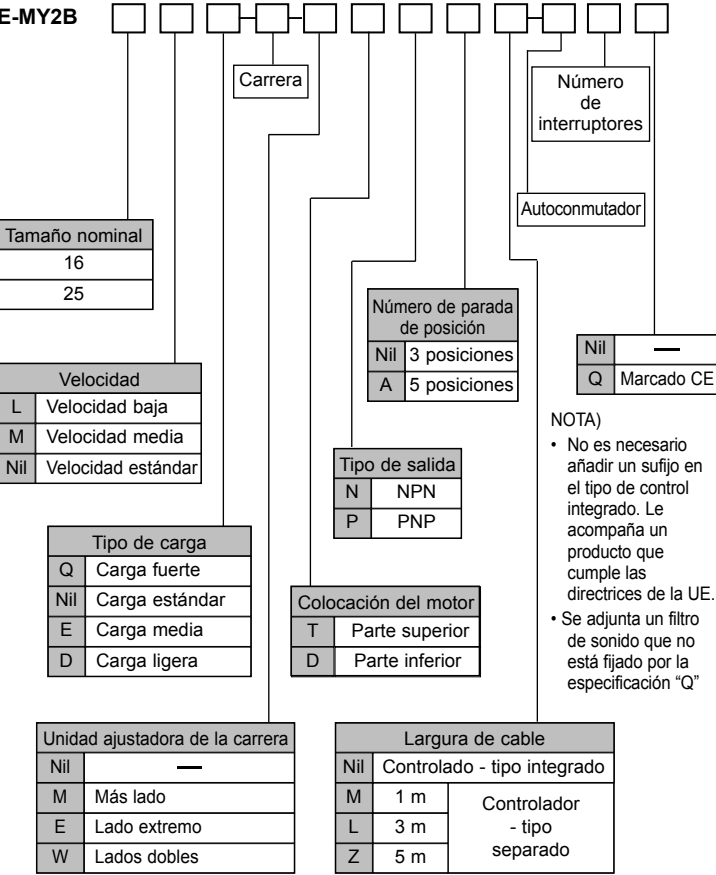 E-MY2B
Carrera
Número
de
interruptores
Autoconmutador
Tamaño nominal
16
25
Número de parada
de posición
Nil 3 posiciones
A 5 posiciones
Nil —
Q Marcado CE
Velocidad
L Velocidad baja
M Velocidad media
Nil Velocidad estándar
NOTA)
• No es necesario
añadir un sufijo en
el tipo de control
integrado. Le
acompaña un
producto que
cumple las
directrices de la UE.
• Se adjunta un filtro
de sonido que no
está fijado por la
especificación “Q”
Tipo de salida
N NPN
P PNP
Tipo de carga
Q Carga fuerte
Nil Carga estándar
E Carga media
D Carga ligera
Colocación del motor
T Parte superior
D Parte inferior
Unidad ajustadora de la carrera
Nil —
M Más lado
E Lado extremo
W Lados dobles
Largura de cable
Nil Controlado - tipo integrado
M 1 m
L 3 m
Z 5 m
Controlador
- tipo
separado